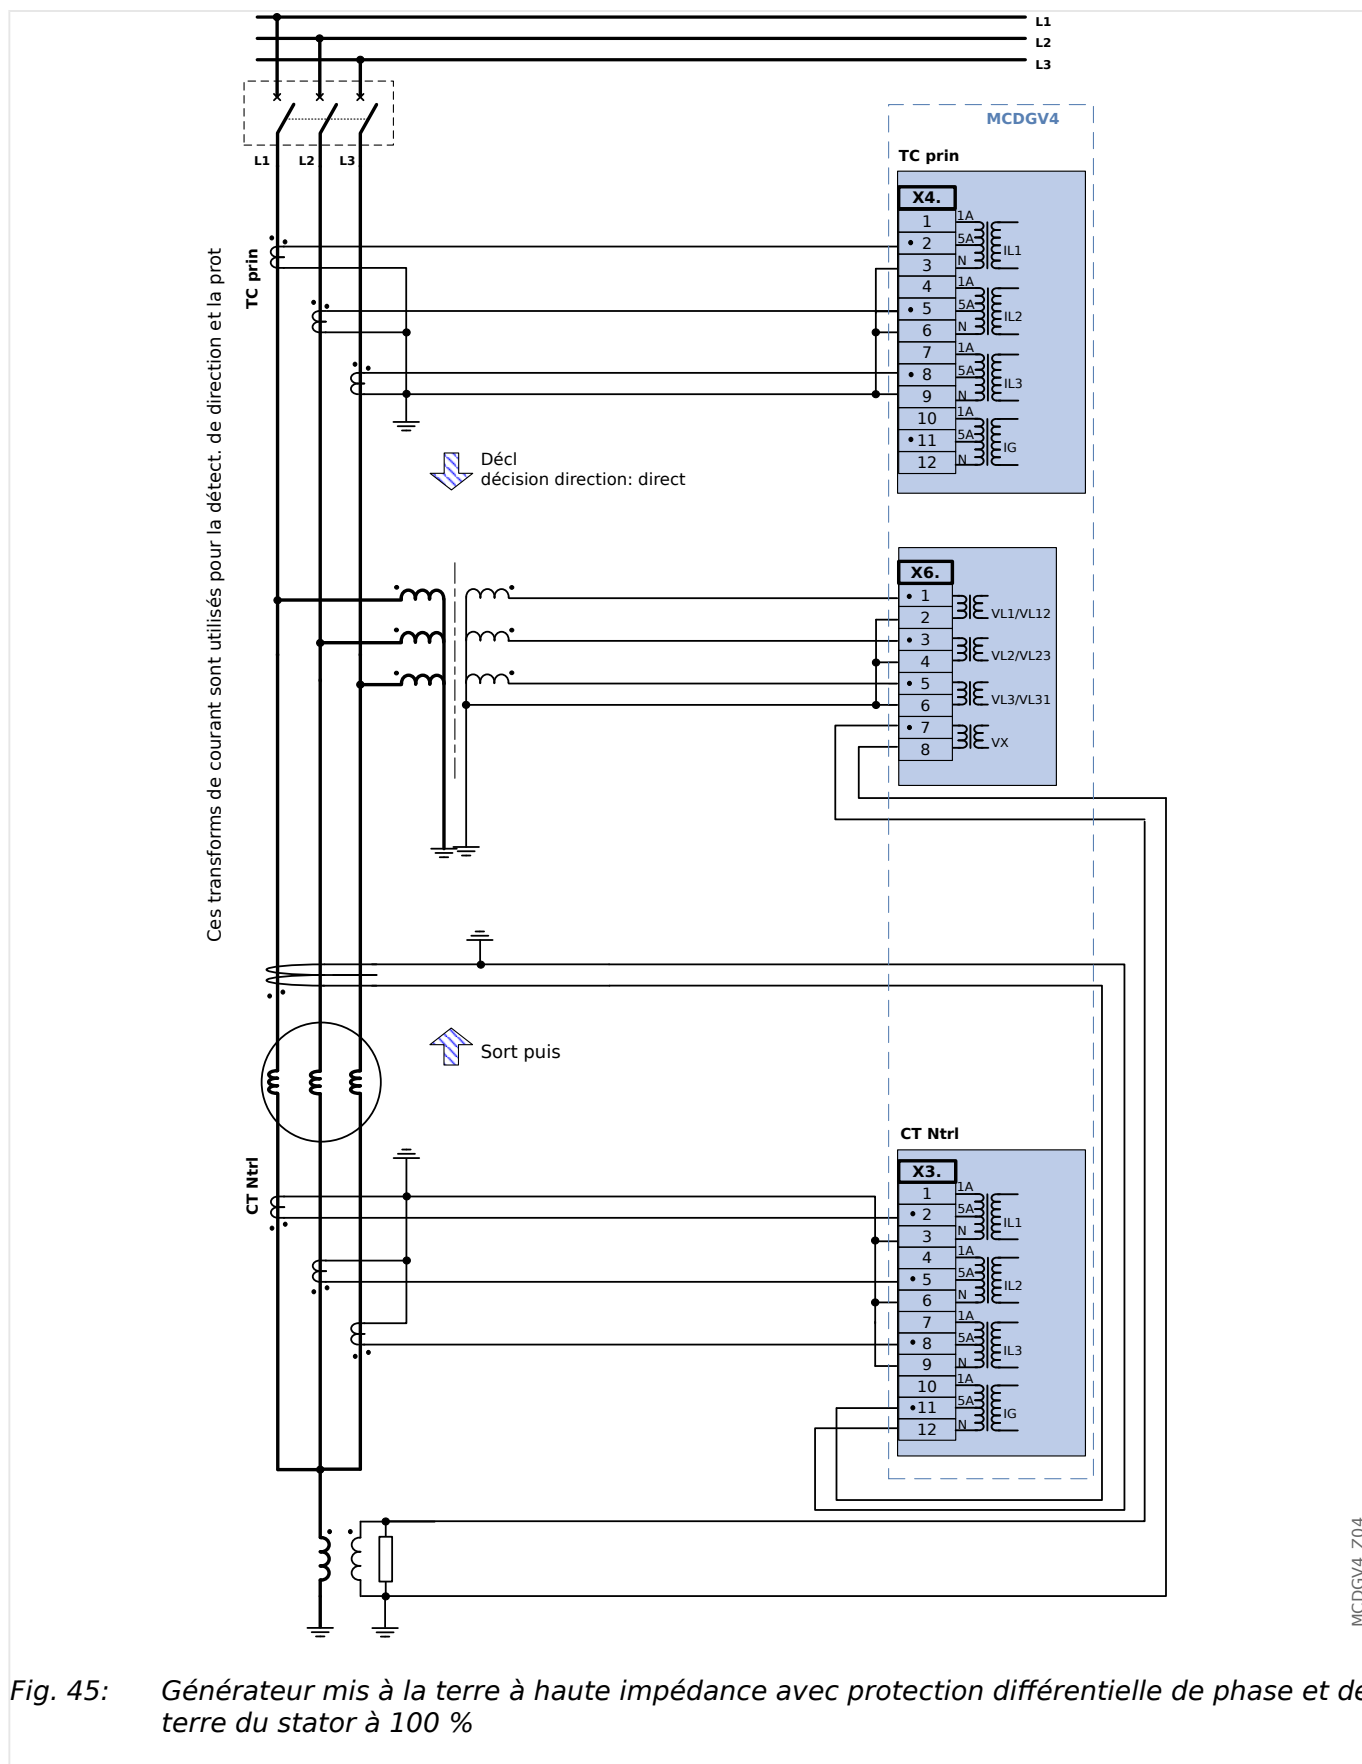 L1
L2
L3
L1
L2
L3
MCDGV4
TC prin
X4.
1 1A
• 2 5A IL1
3 N
4 1A
• 5 5A IL2
6 N
7 1A
• 8 5A IL3
9 N
10 1A
• 11 5A IG
12 N
TC prin
Ces transforms de courant sont utilisés pour la détect. de direction et la prot
Décl
décision direction: direct
X6.
• 1
2 VL1/VL12
• 3
4 VL2/VL23
• 5
6 VL3/VL31
• 7
8 VX
Sort puis
CT Ntrl
CT Ntrl
X3.
1 1A
• 2 5A IL1
3 N
4 1A
• 5 5A IL2
6 N
7 1A
• 8 5A IL3
9 N
10 1A
• 11 5A IG
12 N
MCDGV4_Z04
Fig. 45: Générateur mis à la terre à haute impédance avec protection différentielle de phase et de
terre du stator à 100 %